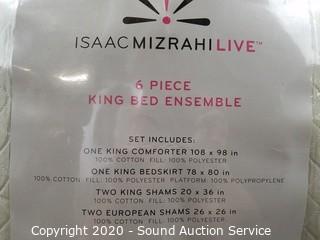 ISAACMIZRAHILIVE™
6 PIECE
KING BED ENSEMBLE
SET INCLUDES:
ONE KING COMFORTER 108 x 98 in
100% COTTON FILL: 100% POLYESTER
ONE KING BEDSKIRT 78 x 80 in
100% COTTON FILL: 100% POLYESTER PLATFORM: 100% POLYPROPYLENE
TWO KING SHAMS 20 x 36 in
100% COTTON FILL: 100% POLYESTER
TWO EUROPEAN SHAMS 26 x 26 in
100% COTTON FILL: 100% POLYESTER
Copyright 2020 - Sound Auction Service